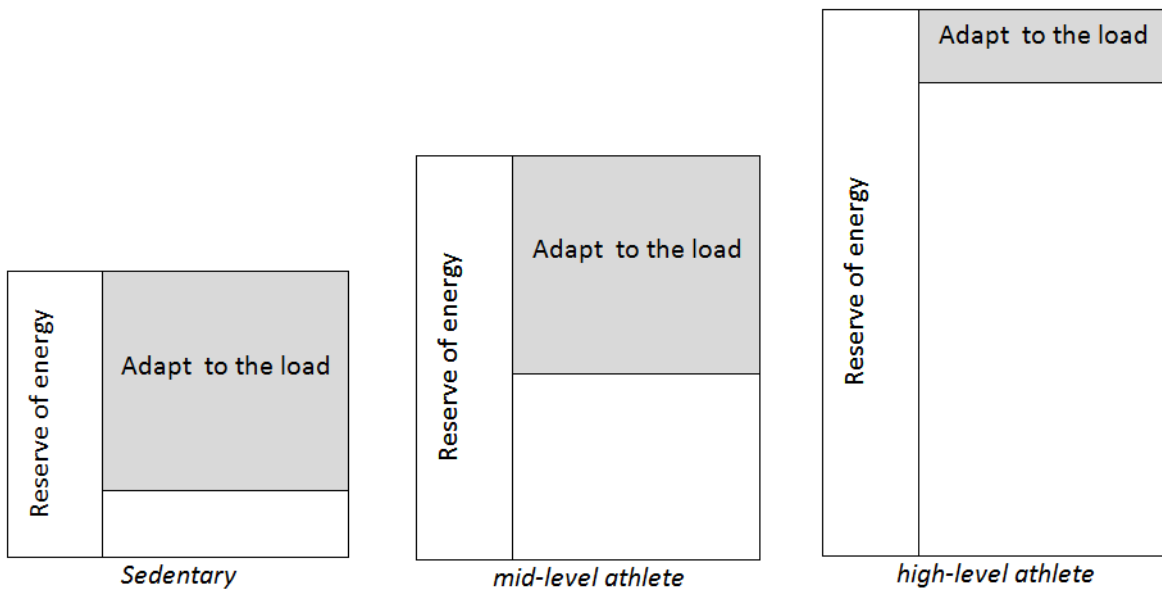 Reserve of energy
Adapt  to the load
Sedentary
Reserve of energy
Adapt  to the load
mid-level athlete
Reserve of energy
Adapt  to the load
high-level athlete